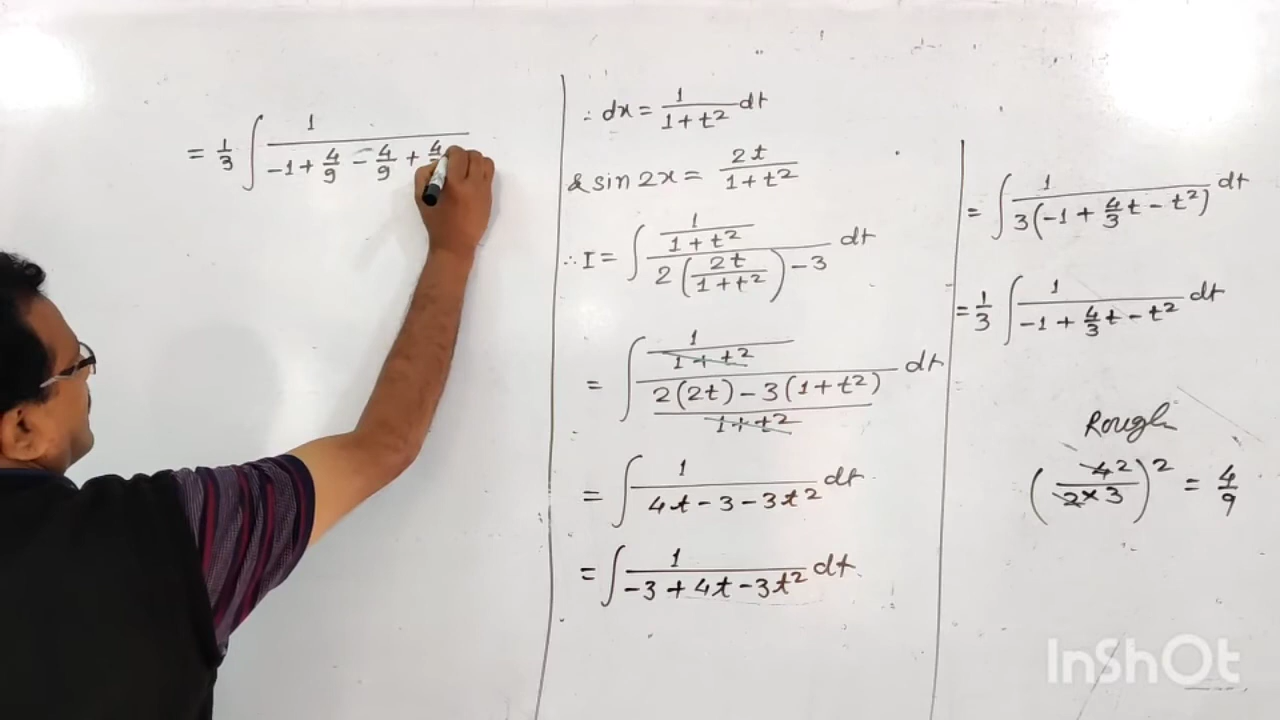 = 1/3 ∫ 1/(-1 + 4/9 - 4/9 + 4/
∴ dx = 1/(1+t²) dt
& sin 2x = 2t/(1+t²)
∴ I = ∫ (1/(1+t²))/(2(2t/(1+t²)) - 3) dt
= ∫ (1/(1+t²))/((2(2t) - 3(1+t²))/(1+t²)) dt
= ∫ 1/(4t - 3 - 3t²) dt
= ∫ 1/(-3 + 4t - 3t²) dt
= ∫ 1/(3(-1 + 4/3 t - t²)) dt
= 1/3 ∫ 1/(-1 + 4/3 t - t²) dt
Rough
(4 2/(2×3))² = 4/9
InShOt